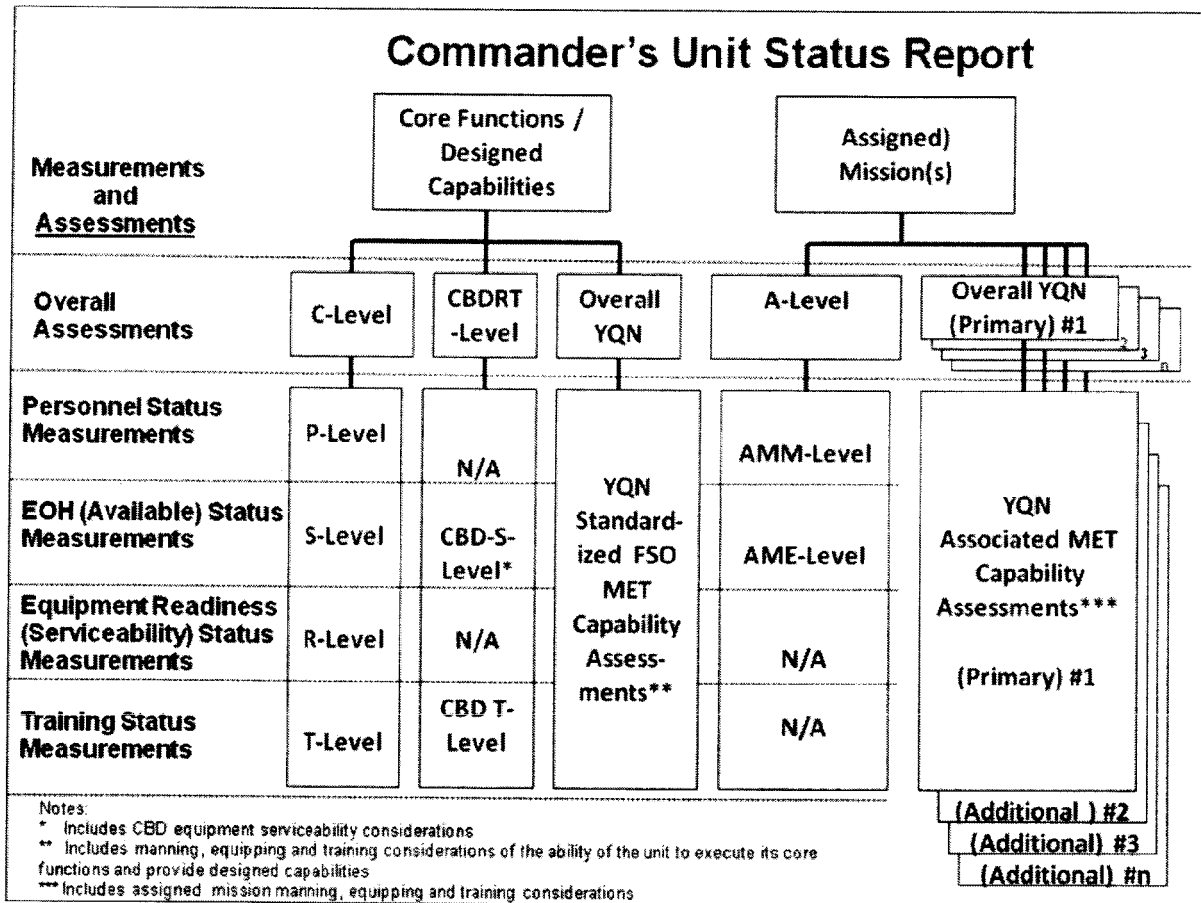 Commander's Unit Status Report
Core Functions /
Designed
Capabilities
Assigned)
Mission(s)
Measurements
and
Assessments
Overall
Assessments
C-Level
CBDRT
-Level
Overall
YQN
A-Level
Overall YQN
(Primary) #1
2
3
n
Personnel Status
Measurements
P-Level
N/A
AMM-Level
EOH (Available) Status
Measurements
S-Level
CBD-S-
Level*
AME-Level
Equipment Readiness
(Serviceability) Status
Measurements
R-Level
N/A
N/A
Training Status
Measurements
T-Level
CBD T-
Level
N/A
YQN
Standard-
ized FSO
MET
Capability
Assess-
ments**
YQN
Associated MET
Capability
Assessments***
(Primary) #1
(Additional ) #2
(Additional) #3
(Additional) #n
Notes:
* Includes CBD equipment serviceability considerations
** Includes manning, equipping and training considerations of the ability of the unit to execute its core
functions and provide designed capabilities
*** Includes assigned mission manning, equipping and training considerations